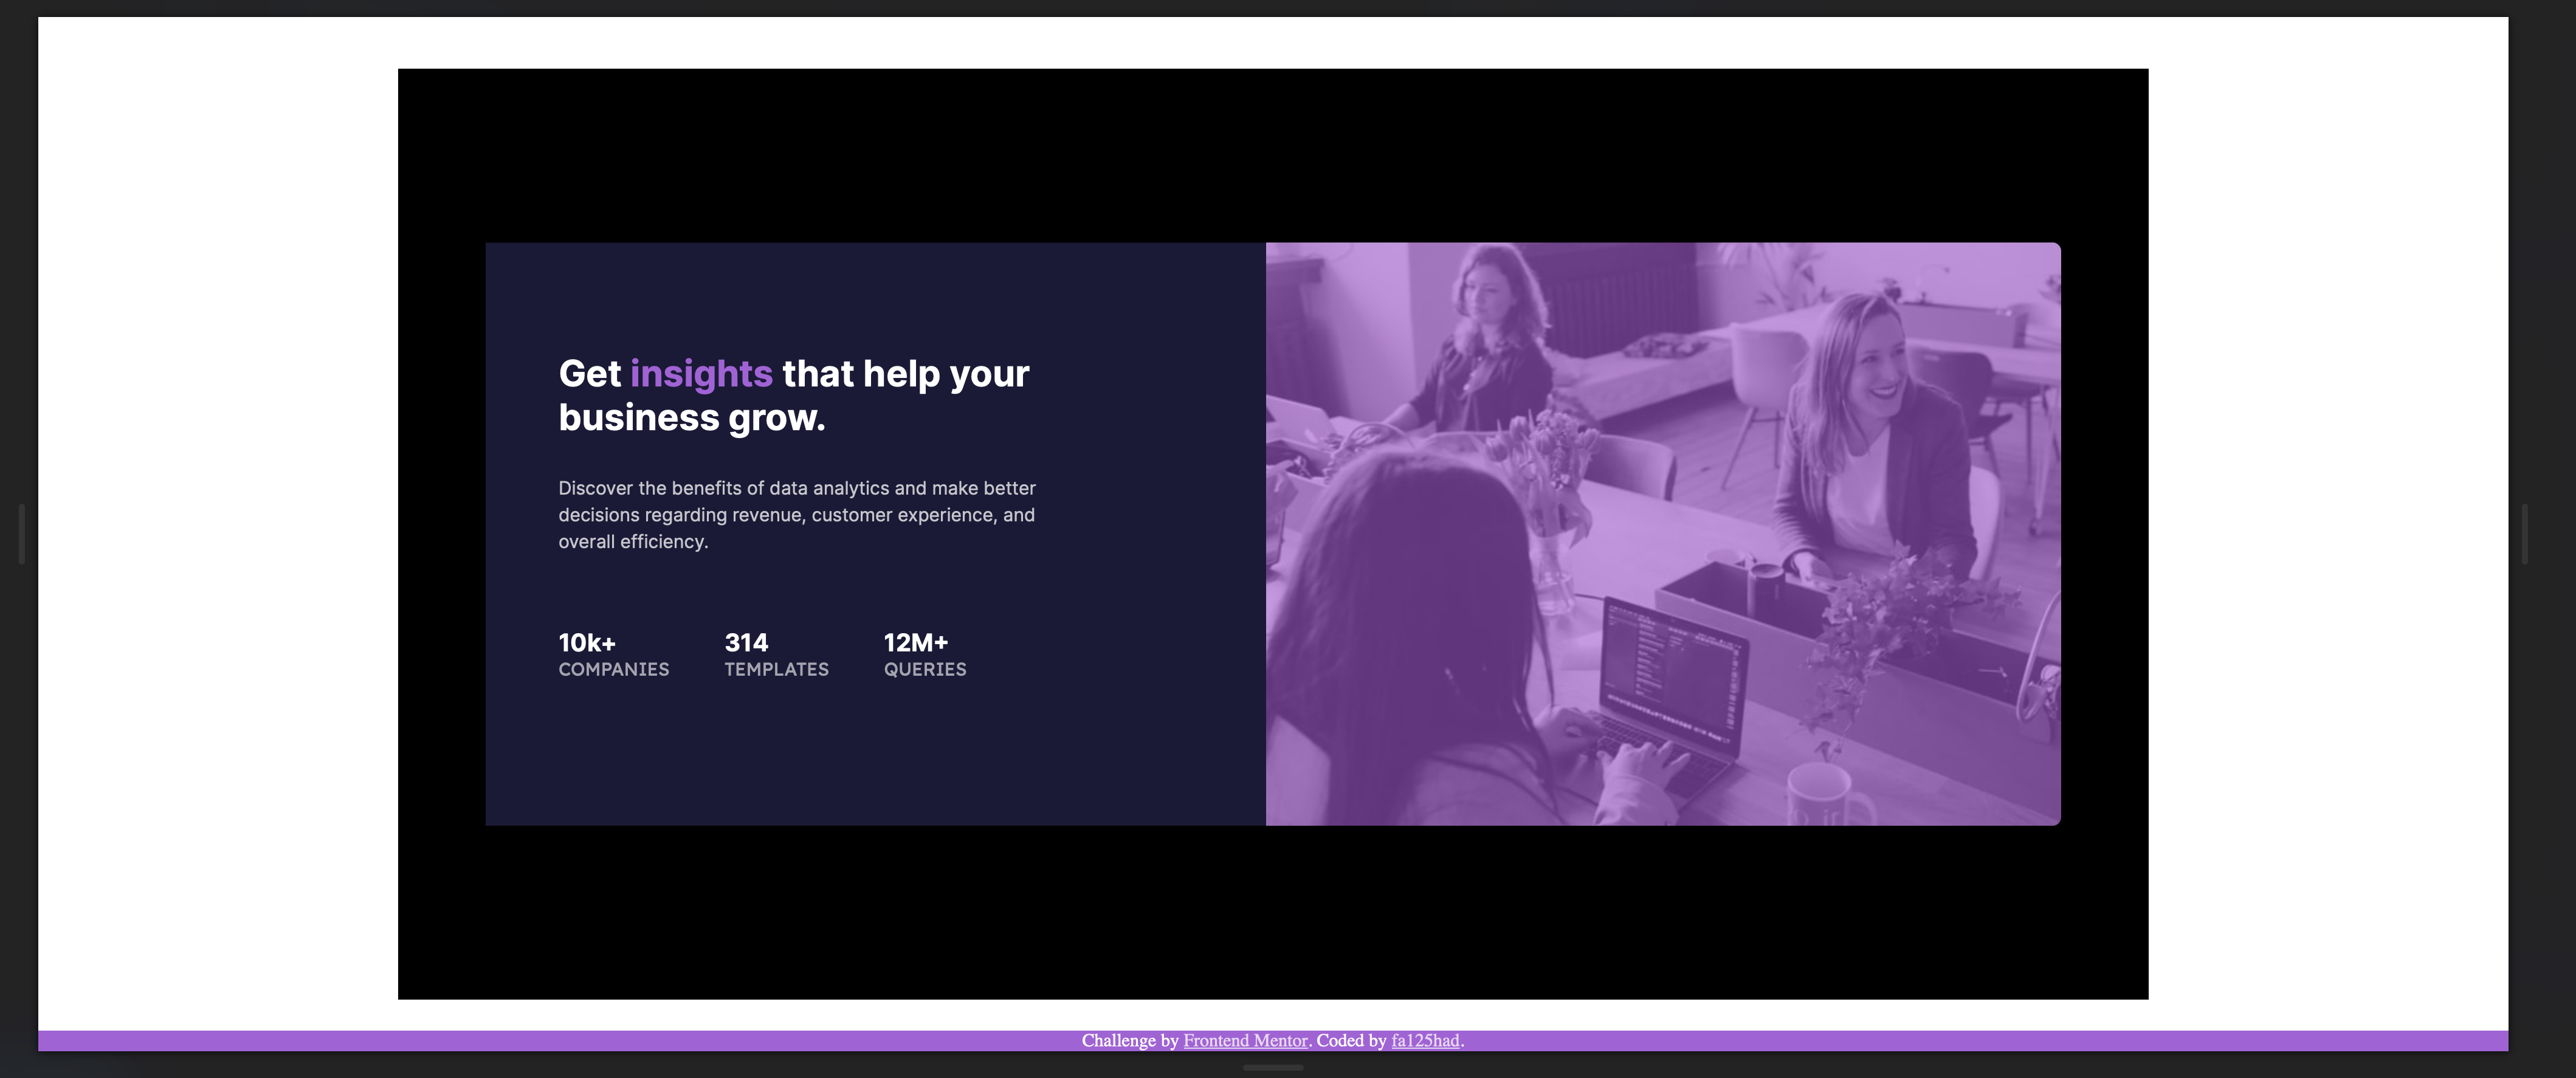 Get insights that help your
business grow.
Discover the benefits of data analytics and make better
decisions regarding revenue, customer experience, and
overall efficiency.
10k+ 314 12M+
COMPANIES TEMPLATES QUERIES
Challenge by Frontend Mentor. Coded by fa125had.